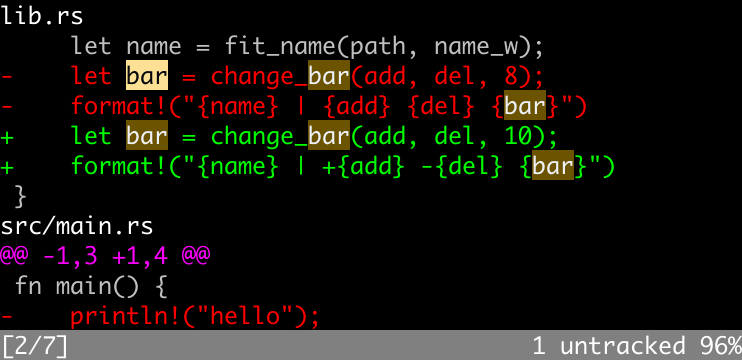 lib.rs
     let name = fit_name(path, name_w);
-    let bar = change_bar(add, del, 8);
-    format!("{name} | {add} {del} {bar}")
+    let bar = change_bar(add, del, 10);
+    format!("{name} | +{add} -{del} {bar}")
 }
src/main.rs
@@ -1,3 +1,4 @@
 fn main() {
-    println!("hello");
[2/7] 1 untracked 96%